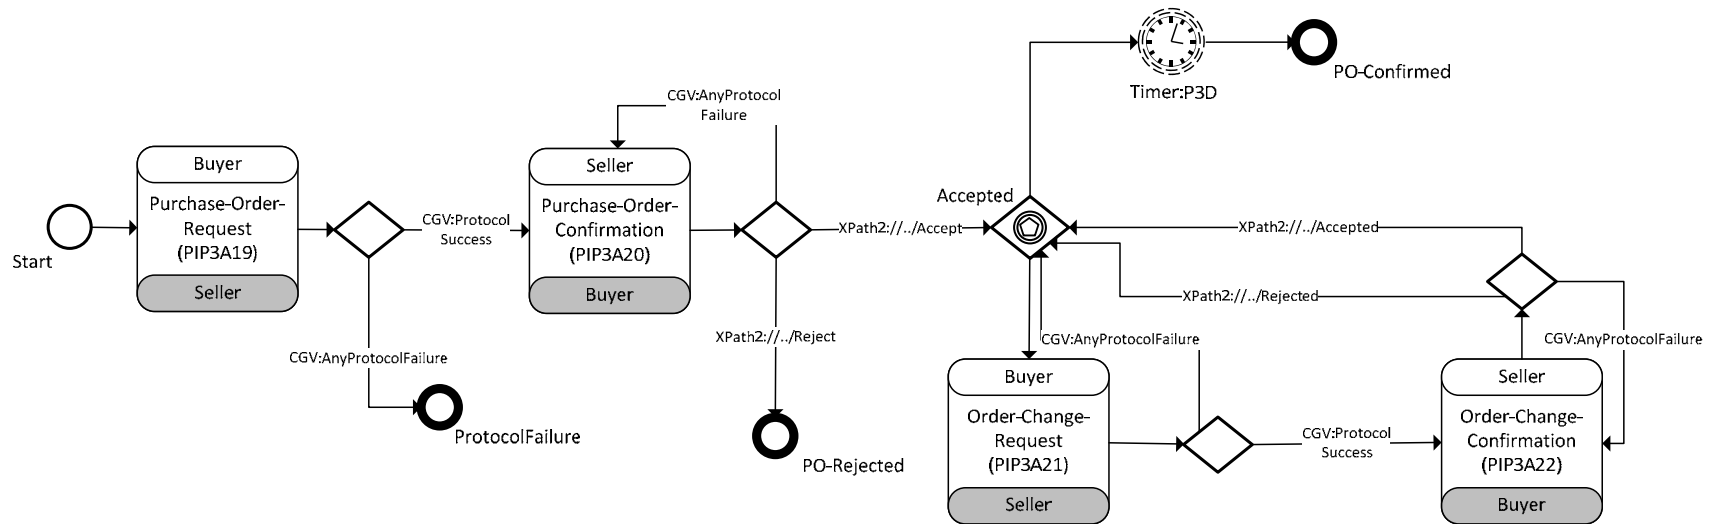 Start
Buyer
Purchase-Order-
Request
(PIP3A19)
Seller
CGV:AnyProtocolFailure
ProtocolFailure
CGV:Protocol
Success
Seller
Purchase-Order-
Confirmation
(PIP3A20)
Buyer
CGV:AnyProtocol
Failure
XPath2://../Accept
XPath2://../Reject
PO-Rejected
Accepted
Timer:P3D
PO-Confirmed
XPath2://../Accepted
XPath2://../Rejected
CGV:AnyProtocolFailure
Buyer
Order-Change-
Request
(PIP3A21)
Seller
CGV:Protocol
Success
CGV:AnyProtocolFailure
Seller
Order-Change-
Confirmation
(PIP3A22)
Buyer